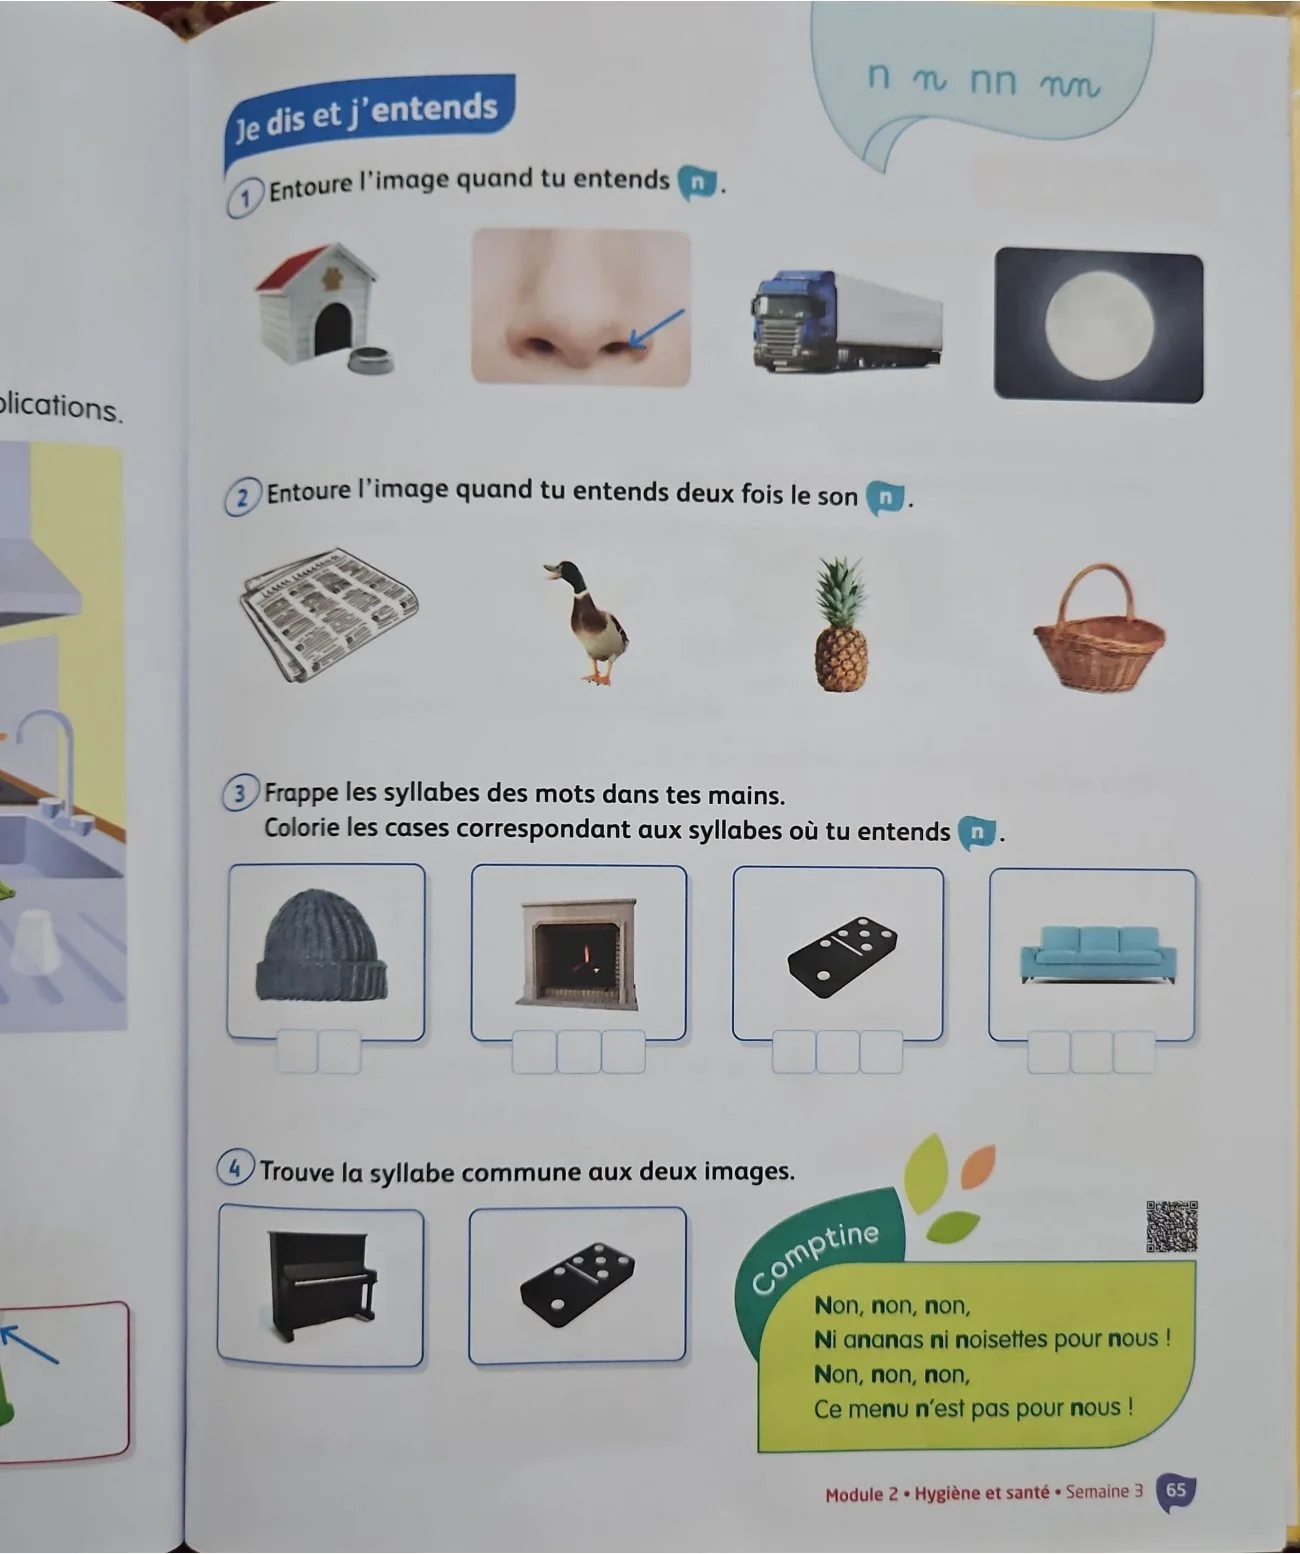 n n nn nn
Je dis et j'entends
1 Entoure l'image quand tu entends n .
2 Entoure l'image quand tu entends deux fois le son n .
plications.
3 Frappe les syllabes des mots dans tes mains.
Colorie les cases correspondant aux syllabes où tu entends n .
4 Trouve la syllabe commune aux deux images.
Comptine
Non, non, non,
Ni ananas ni noisettes pour nous !
Non, non, non,
Ce menu n'est pas pour nous !
Module 2 • Hygiène et santé • Semaine 3 65